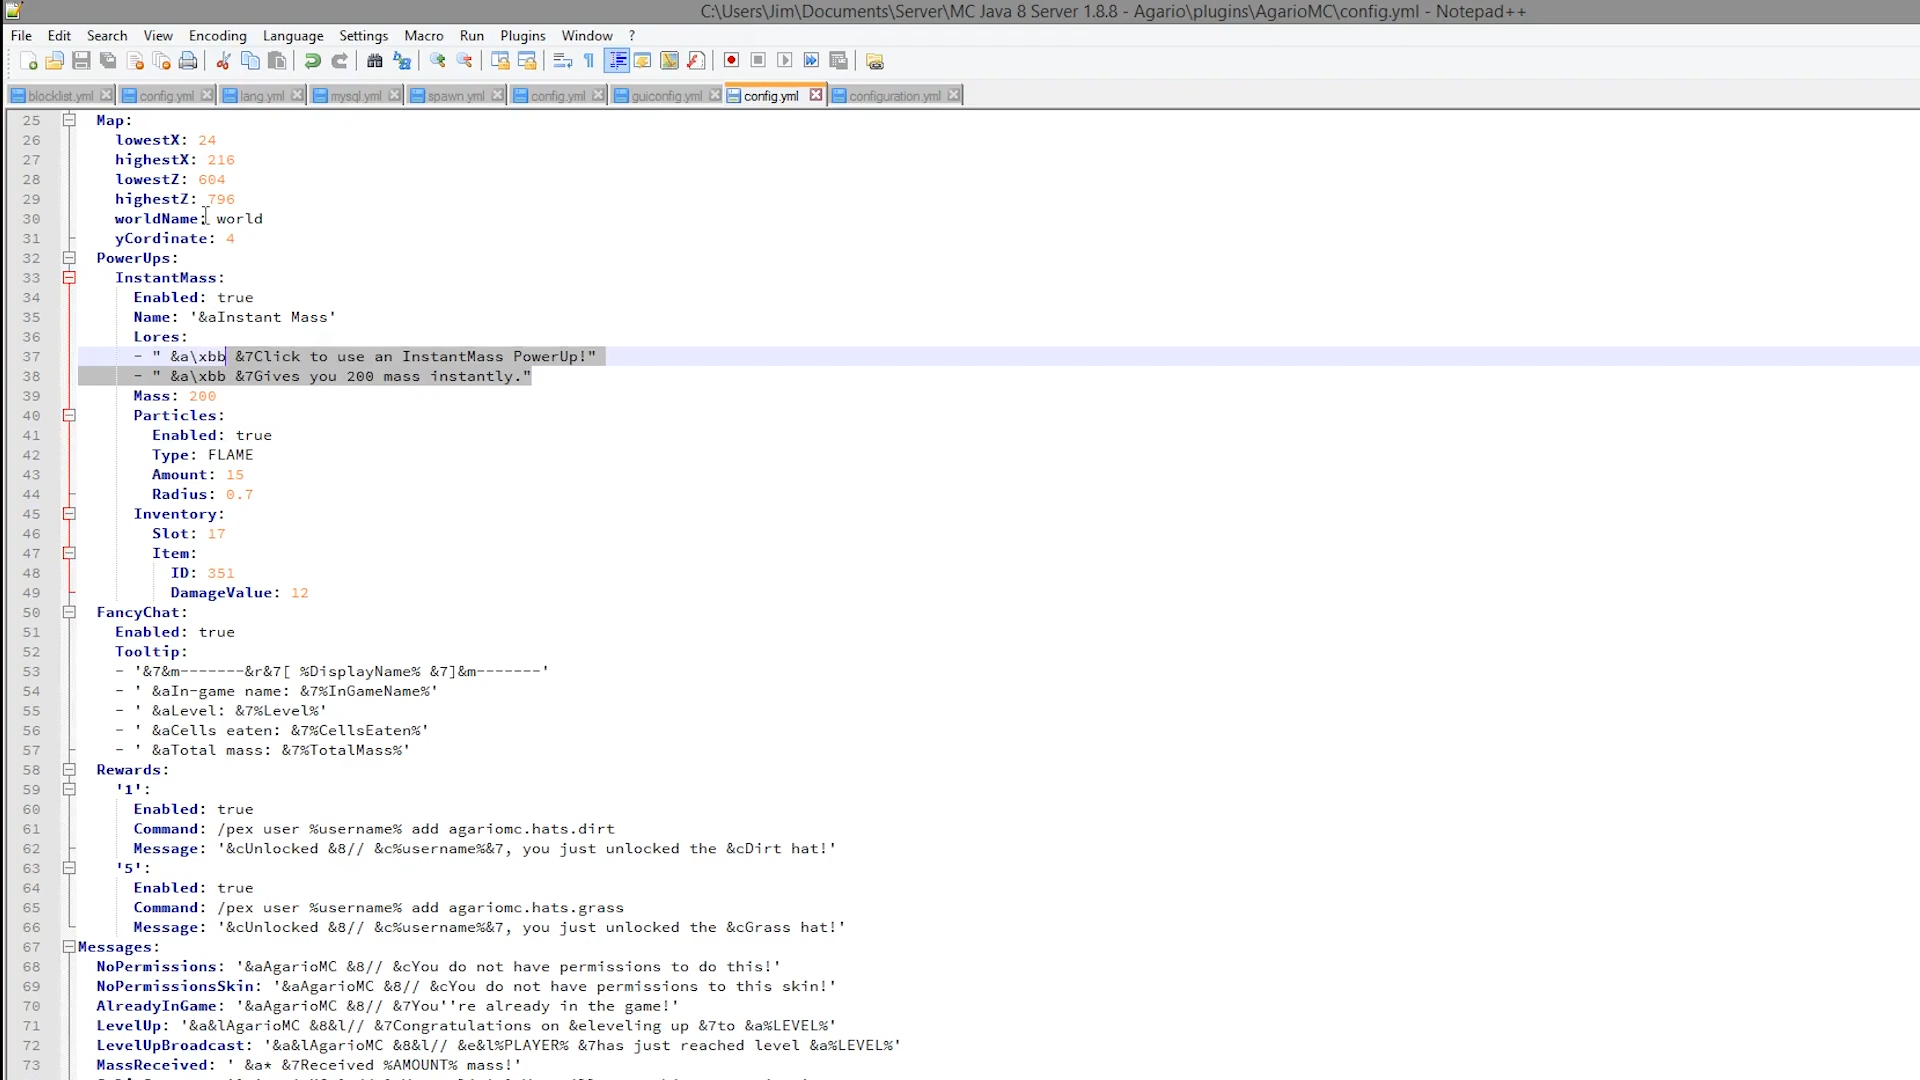 C:\Users\Jim\Documents\Server\MC Java 8 Server 1.8.8 - Agario\plugins\AgarioMC\config.yml - Notepad++
File Edit Search View Encoding Language Settings Macro Run Plugins Window ?
blocklist.yml config.yml lang.yml mysql.yml spawn.yml config.yml guiconfig.yml config.yml configuration.yml
25 Map:
26 lowestX: 24
27 highestX: 216
28 lowestZ: 604
29 highestZ: 796
30 worldName: world
31 yCordinate: 4
32 PowerUps:
33 InstantMass:
34 Enabled: true
35 Name: '&aInstant Mass'
36 Lores:
37 - " &a\xbb &7Click to use an InstantMass PowerUp!"
38 - " &a\xbb &7Gives you 200 mass instantly."
39 Mass: 200
40 Particles:
41 Enabled: true
42 Type: FLAME
43 Amount: 15
44 Radius: 0.7
45 Inventory:
46 Slot: 17
47 Item:
48 ID: 351
49 DamageValue: 12
50 FancyChat:
51 Enabled: true
52 Tooltip:
53 - '&7&m-------&r&7[ %DisplayName% &7]&m-------'
54 - ' &aIn-game name: &7%InGameName%'
55 - ' &aLevel: &7%Level%'
56 - ' &aCells eaten: &7%CellsEaten%'
57 - ' &aTotal mass: &7%TotalMass%'
58 Rewards:
59 '1':
60 Enabled: true
61 Command: /pex user %username% add agariomc.hats.dirt
62 Message: '&cUnlocked &8// &c%username%&7, you just unlocked the &cDirt hat!'
63 '5':
64 Enabled: true
65 Command: /pex user %username% add agariomc.hats.grass
66 Message: '&cUnlocked &8// &c%username%&7, you just unlocked the &cGrass hat!'
67 Messages:
68 NoPermissions: '&aAgarioMC &8// &cYou do not have permissions to do this!'
69 NoPermissionsSkin: '&aAgarioMC &8// &cYou do not have permissions to this skin!'
70 AlreadyInGame: '&aAgarioMC &8// &7You''re already in the game!'
71 LevelUp: '&a&lAgarioMC &8&l// &7Congratulations on &eleveling up &7to &a%LEVEL%'
72 LevelUpBroadcast: '&a&lAgarioMC &8&l// &e&l%PLAYER% &7has just reached level &a%LEVEL%'
73 MassReceived: ' &a* &7Received %AMOUNT% mass!'